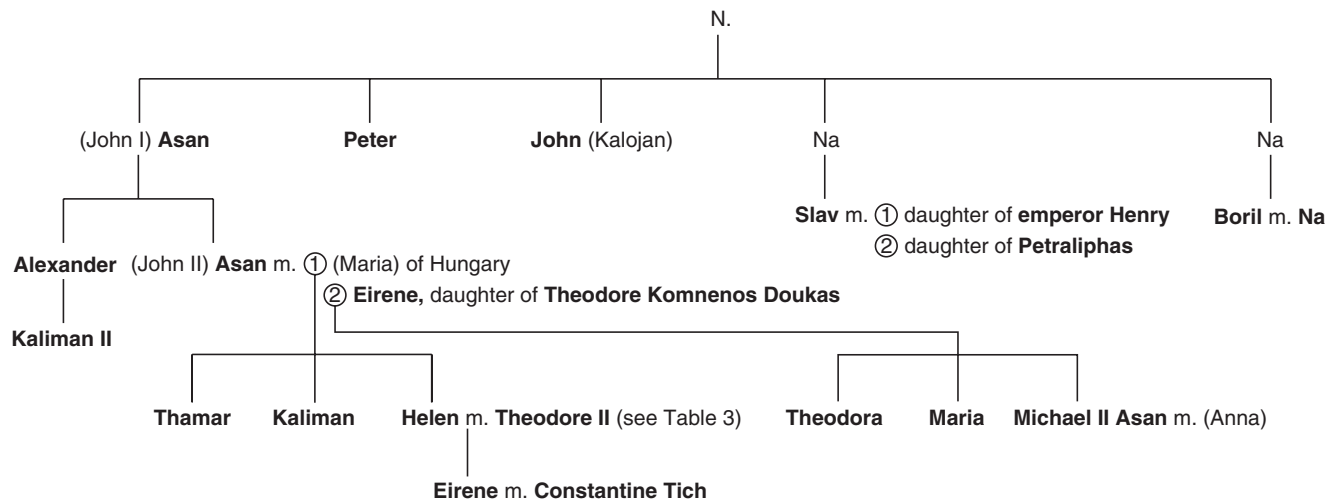 N.
(John I) Asan Peter John (Kalojan) Na Na
Slav m. ① daughter of emperor Henry Boril m. Na
② daughter of Petraliphas
Alexander (John II) Asan m. ① (Maria) of Hungary
② Eirene, daughter of Theodore Komnenos Doukas
Kaliman II
Thamar Kaliman Helen m. Theodore II (see Table 3) Theodora Maria Michael II Asan m. (Anna)
Eirene m. Constantine Tich